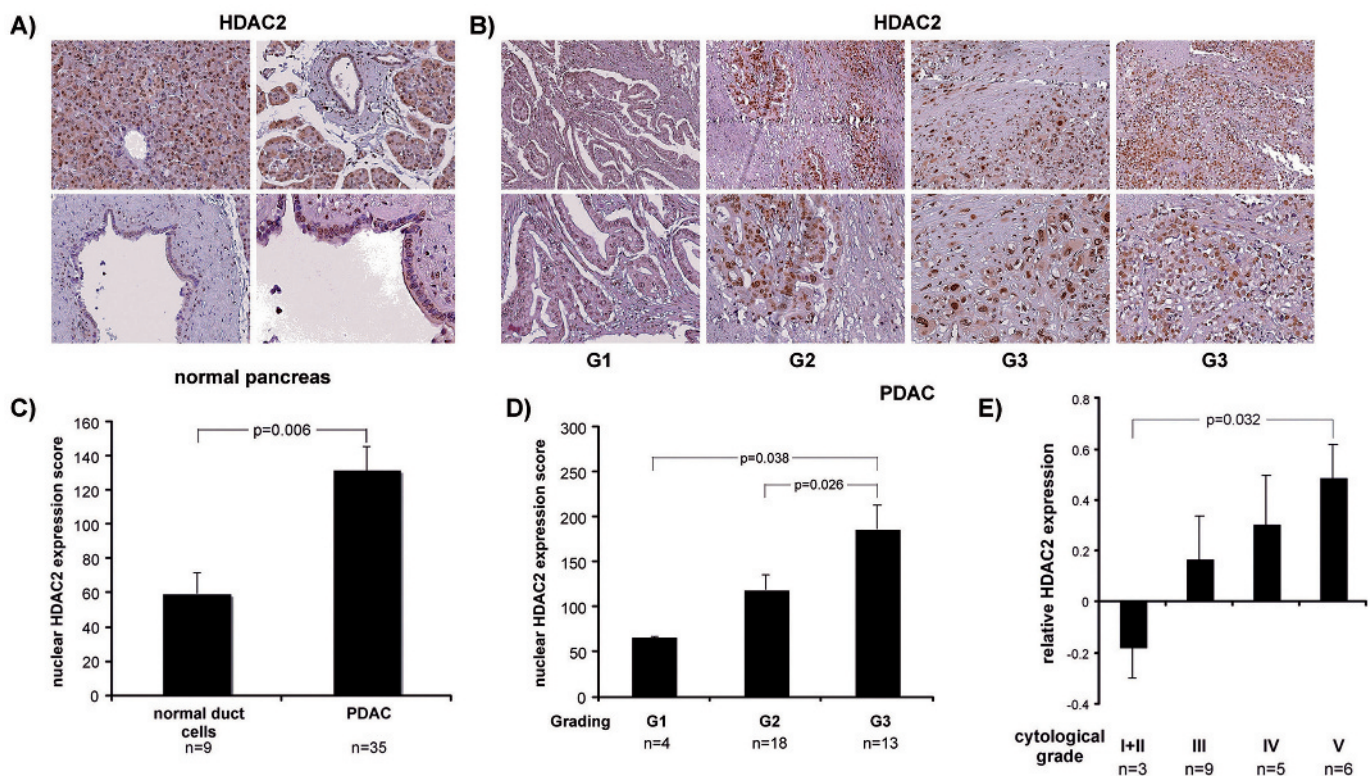 A)
HDAC2
normal pancreas
B)
HDAC2
G1 G2 G3 G3
PDAC
C)
nuclear HDAC2 expression score
160
140
120
100
80
60
40
20
0
p=0.006
normal duct PDAC
cells
n=9 n=35
D)
nuclear HDAC2 expression score
300
250
200
150
100
50
0
p=0.038
p=0.026
Grading G1 G2 G3
n=4 n=18 n=13
E)
relative HDAC2 expression
0.8
0.6
0.4
0.2
0
-0.2
-0.4
p=0.032
cytological
grade
I+II III IV V
n=3 n=9 n=5 n=6